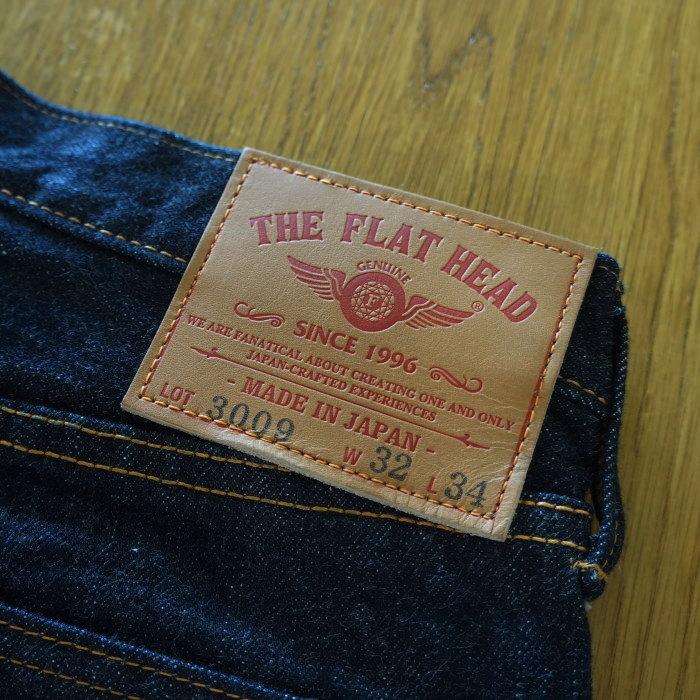 THE FLAT HEAD
GENUINE
F
®
SINCE 1996
WE ARE FANATICAL ABOUT CREATING ONE AND ONLY
JAPAN-CRAFTED EXPERIENCES
- MADE IN JAPAN -
LOT 3009 W 32 L 34